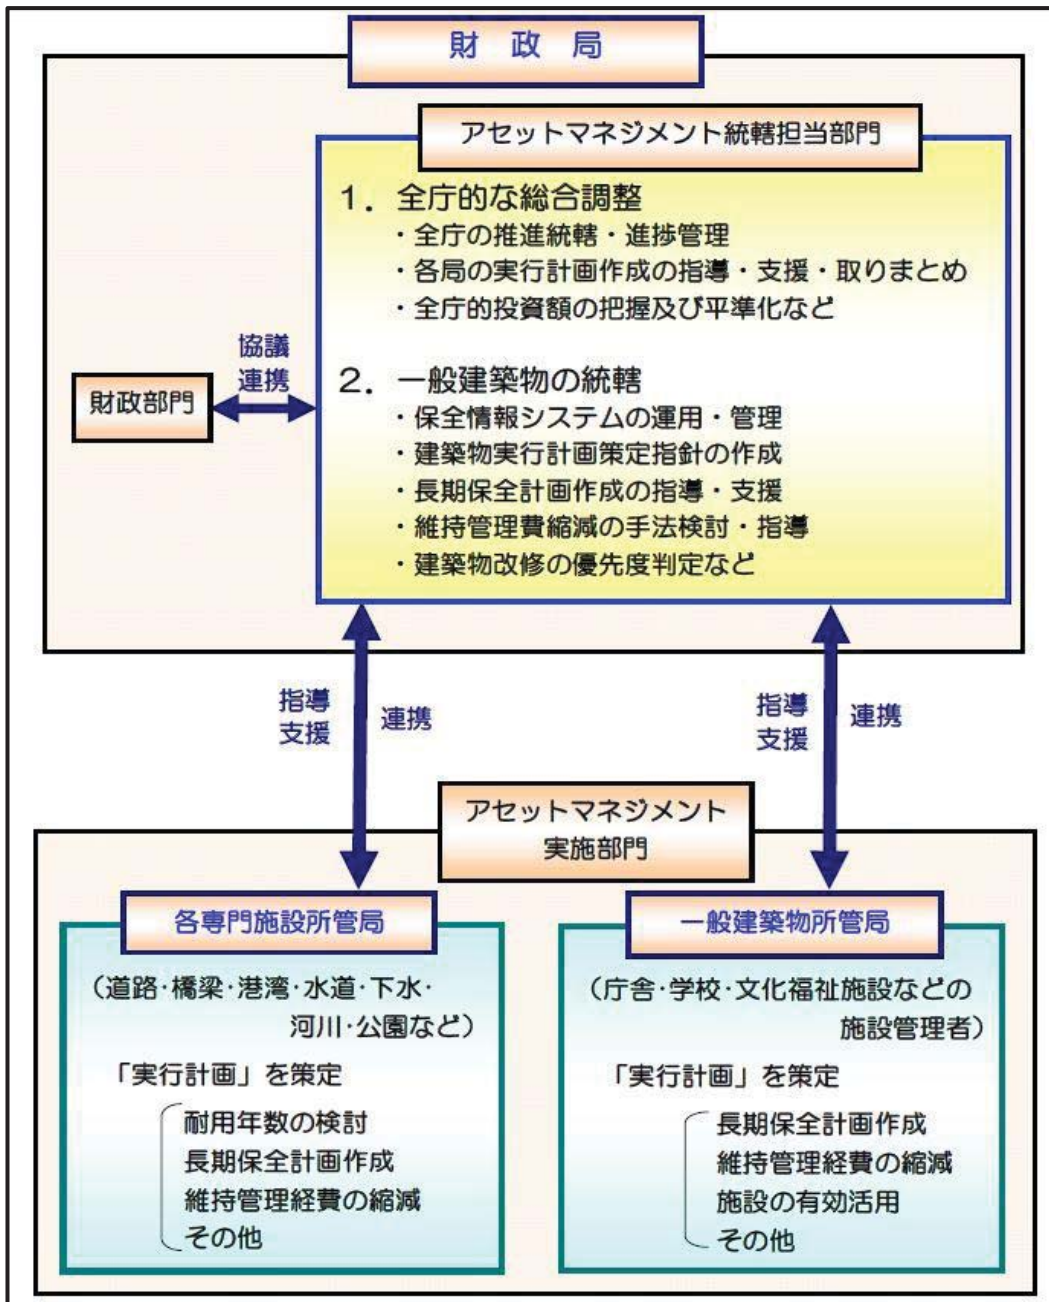 財 政 局
アセットマネジメント統轄担当部門
１．全庁的な総合調整
・全庁の推進統轄・進捗管理
・各局の実行計画作成の指導・支援・取りまとめ
・全庁的投資額の把握及び平準化など
協議
連携
財政部門
２．一般建築物の統轄
・保全情報システムの運用・管理
・建築物実行計画策定指針の作成
・長期保全計画作成の指導・支援
・維持管理費縮減の手法検討・指導
・建築物改修の優先度判定など
指導
支援
連携
指導
支援
連携
アセットマネジメント
実施部門
各専門施設所管局
（道路･橋梁･港湾･水道･下水･
河川･公園など）
「実行計画」を策定
耐用年数の検討
長期保全計画作成
維持管理経費の縮減
その他
一般建築物所管局
（庁舎･学校･文化福祉施設などの
施設管理者）
「実行計画」を策定
長期保全計画作成
維持管理経費の縮減
施設の有効活用
その他